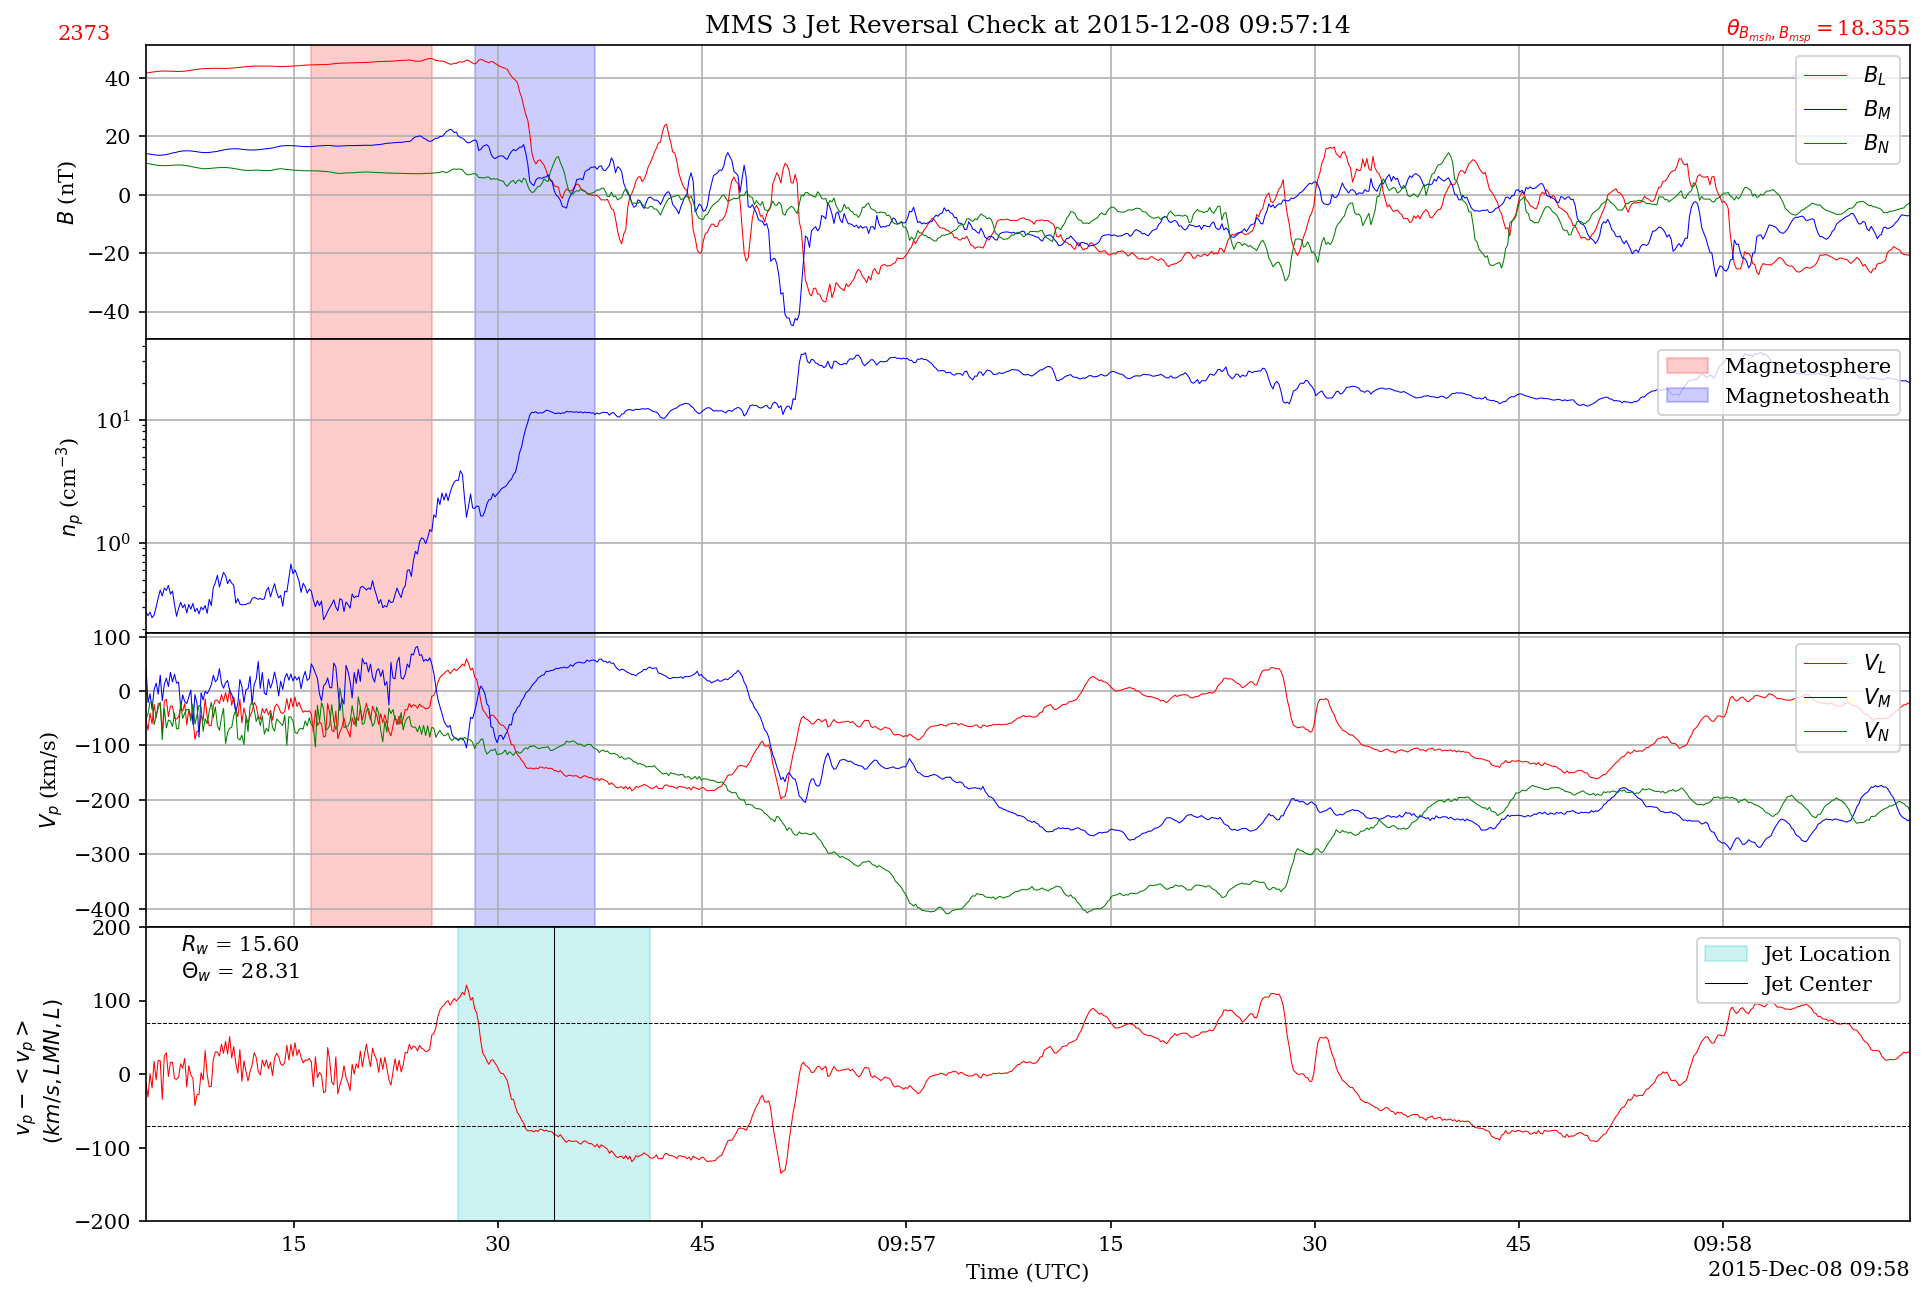 2373
MMS 3 Jet Reversal Check at 2015-12-08 09:57:14
θ_{B_{msh}, B_{msp}} = 18.355
B (nT)
40
20
0
−20
−40
B_L
B_M
B_N
n_p (cm^{−3})
10^1
10^0
Magnetosphere
Magnetosheath
V_p (km/s)
100
0
−100
−200
−300
−400
V_L
V_M
V_N
v_p − <v_p>
(km/s, LMN, L)
200
100
0
−100
−200
R_w = 15.60
Θ_w = 28.31
Jet Location
Jet Center
15
30
45
09:57
15
30
45
09:58
Time (UTC)
2015-Dec-08 09:58